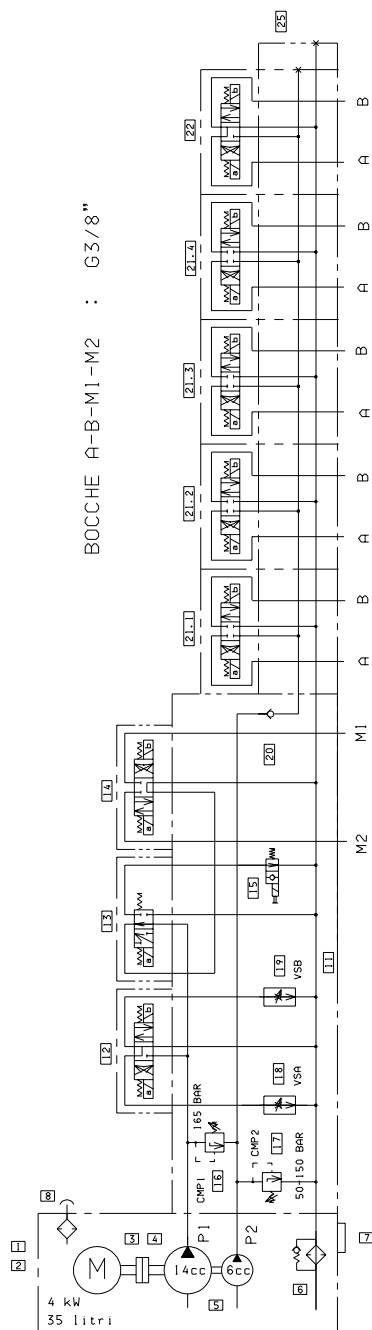 25
22
a
b
A
B
21.4
a
b
A
B
21.3
a
b
A
B
21.2
a
b
A
B
21.1
a
b
A
B
BOCCHE A-B-M1-M2 : G3/8"
14
a
b
M1
M2
20
13
a
15
12
a
b
19
VSB
18
VSA
11
165 BAR
CMP1
16
CMP2
17
50-150 BAR
8
1
2
3
4
M
P1
14cc
P2
6cc
5
6
7
4 kW
35 litri